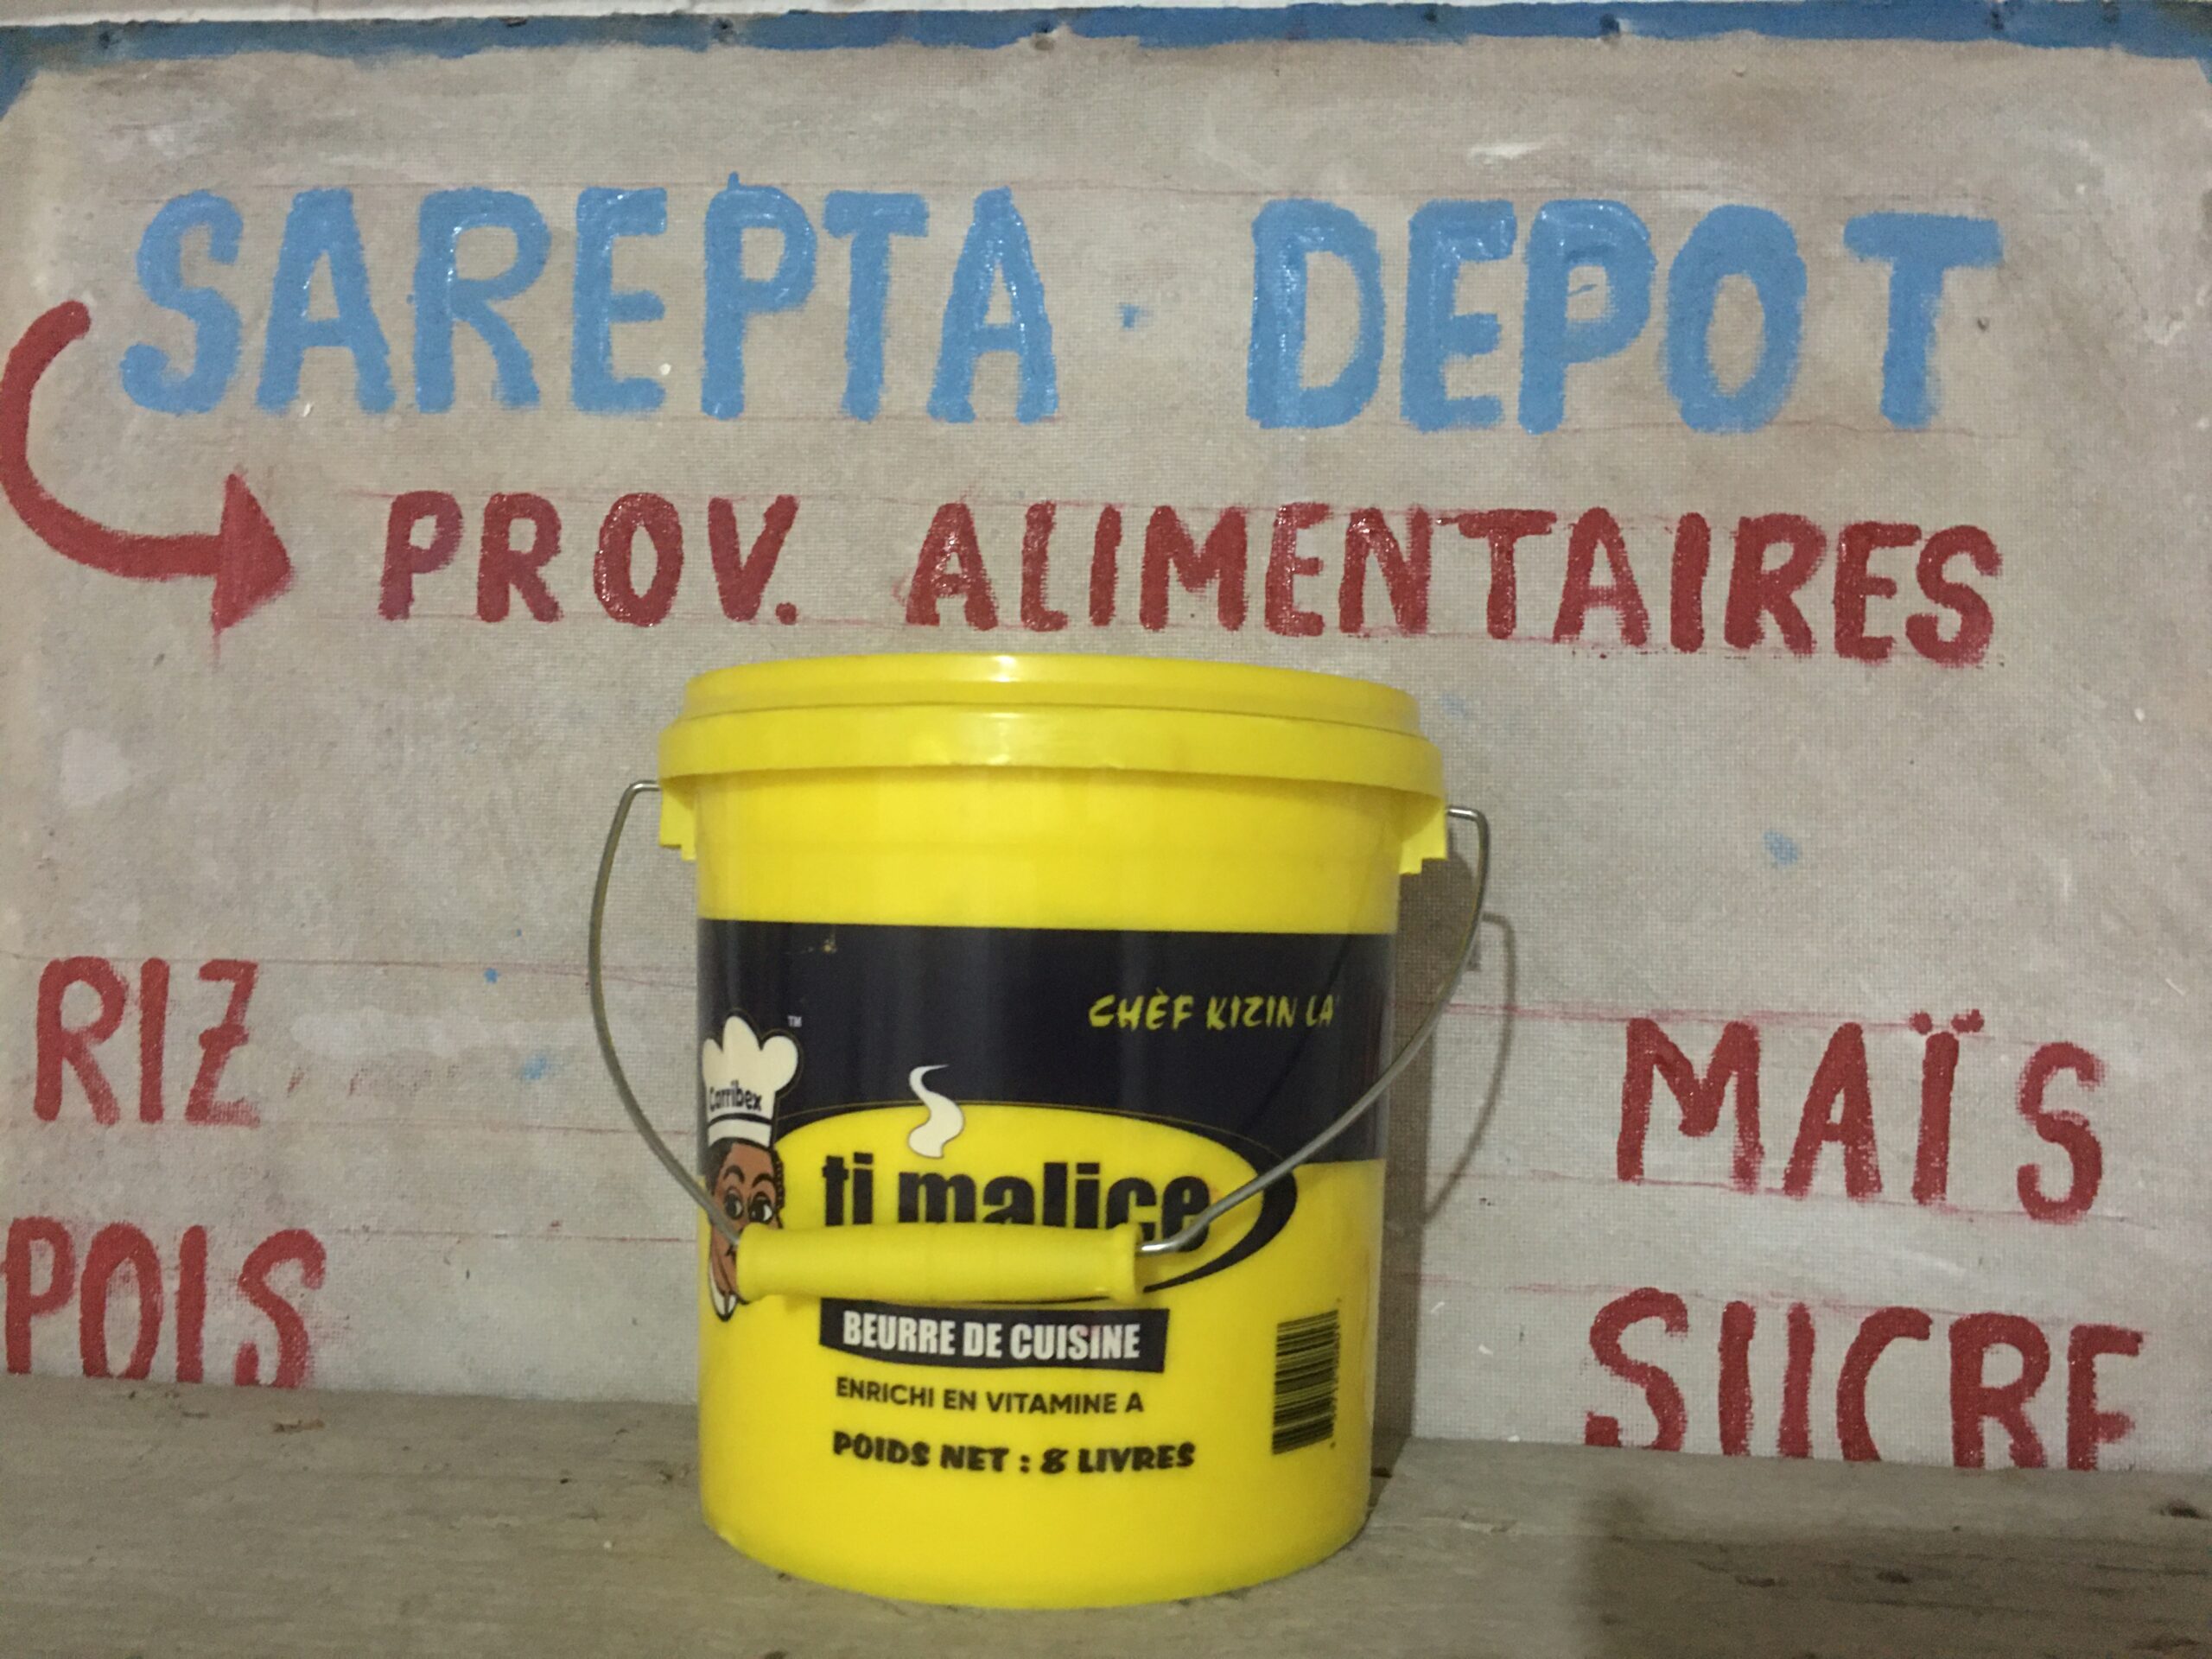 SAREPTA DEPOT
PROV. ALIMENTAIRES
RIZ
MAÏS
POIS
SUCRE
CHÈF KIZIN LA
TM
Carribex
ti malice
BEURRE DE CUISINE
ENRICHI EN VITAMINE A
POIDS NET : 8 LIVRES